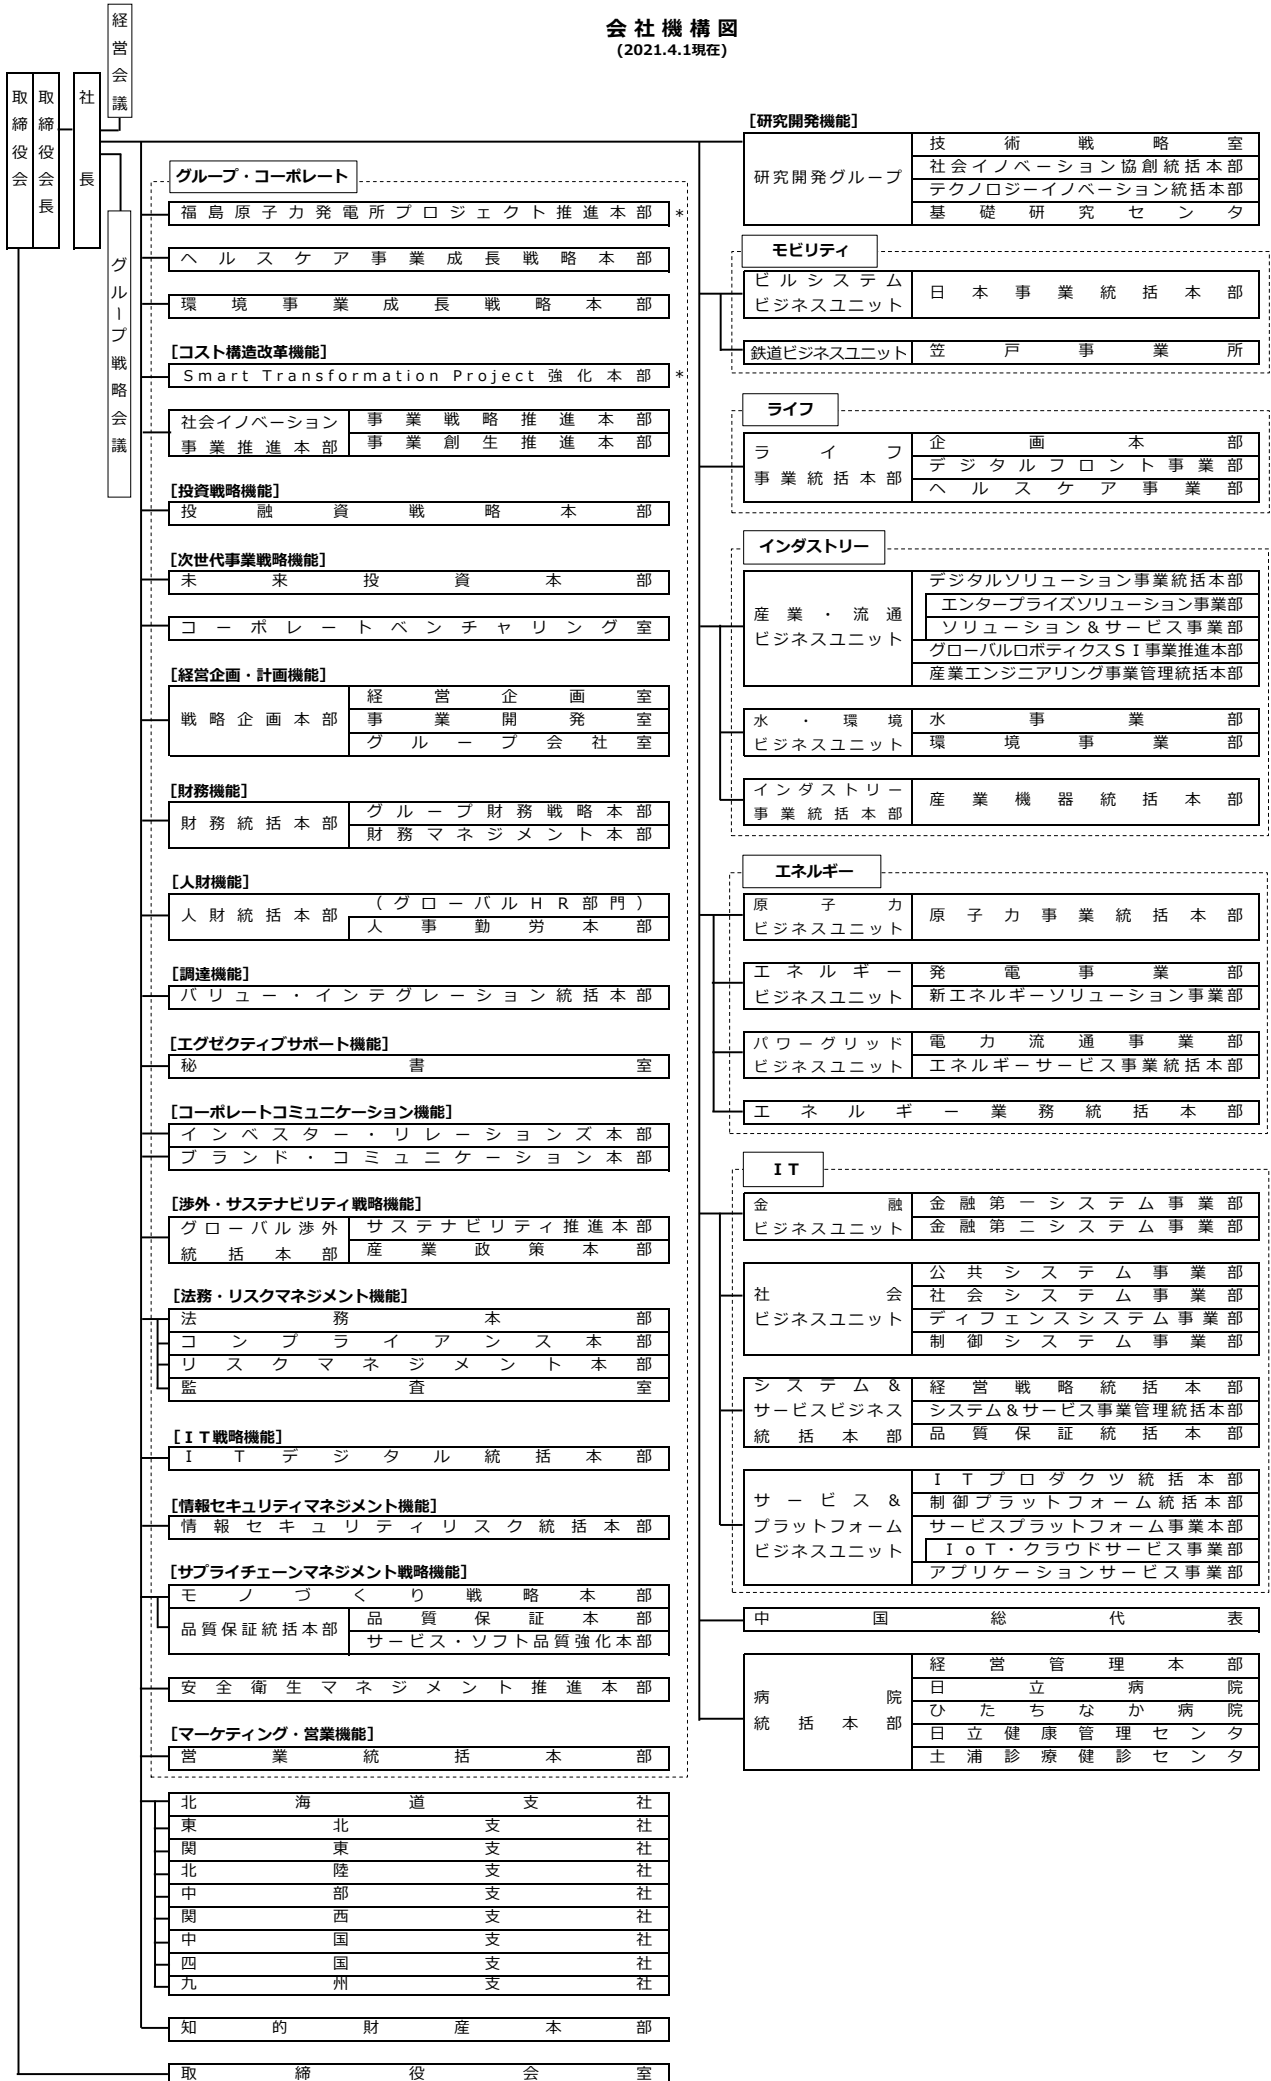 会社機構図
(2021.4.1現在)
経営会議
取締役会
取締役会長
社長
グループ戦略会議
グループ・コーポレート
福島原子力発電所プロジェクト推進本部 *
ヘルスケア事業成長戦略本部
環境事業成長戦略本部
[コスト構造改革機能]
Smart Transformation Project 強化本部 *
社会イノベーション
事業推進本部
事業戦略推進本部
事業創生推進本部
[投資戦略機能]
投融資戦略本部
[次世代事業戦略機能]
未来投資本部
コーポレートベンチャリング室
[経営企画・計画機能]
戦略企画本部
経営企画室
事業開発室
グループ会社室
[財務機能]
財務統括本部
グループ財務戦略本部
財務マネジメント本部
[人財機能]
人財統括本部
(グローバルHR部門)
人事勤労本部
[調達機能]
バリュー・インテグレーション統括本部
[エグゼクティブサポート機能]
秘書室
[コーポレートコミュニケーション機能]
インベスター・リレーションズ本部
ブランド・コミュニケーション本部
[渉外・サステナビリティ戦略機能]
グローバル渉外
統括本部
サステナビリティ推進本部
産業政策本部
[法務・リスクマネジメント機能]
法務本部
コンプライアンス本部
リスクマネジメント本部
監査室
[IT戦略機能]
ITデジタル統括本部
[情報セキュリティマネジメント機能]
情報セキュリティリスク統括本部
[サプライチェーンマネジメント戦略機能]
モノづくり戦略本部
品質保証統括本部
品質保証本部
サービス・ソフト品質強化本部
安全衛生マネジメント推進本部
[マーケティング・営業機能]
営業統括本部
北海道支社
東北支社
関東支社
北陸支社
中部支社
関西支社
中国支社
四国支社
九州支社
知的財産本部
取締役会室
[研究開発機能]
研究開発グループ
技術戦略室
社会イノベーション協創統括本部
テクノロジーイノベーション統括本部
基礎研究センタ
モビリティ
ビルシステム
ビジネスユニット
日本事業統括本部
鉄道ビジネスユニット
笠戸事業所
ライフ
ライフ
事業統括本部
企画本部
デジタルフロント事業部
ヘルスケア事業部
インダストリー
産業・流通
ビジネスユニット
デジタルソリューション事業統括本部
エンタープライズソリューション事業部
ソリューション&サービス事業部
グローバルロボティクスSI事業推進本部
産業エンジニアリング事業管理統括本部
水・環境
ビジネスユニット
水事業部
環境事業部
インダストリー
事業統括本部
産業機器統括本部
エネルギー
原子力
ビジネスユニット
原子力事業統括本部
エネルギー
ビジネスユニット
発電事業部
新エネルギーソリューション事業部
パワーグリッド
ビジネスユニット
電力流通事業部
エネルギーサービス事業統括本部
エネルギー業務統括本部
IT
金融
ビジネスユニット
金融第一システム事業部
金融第二システム事業部
社会
ビジネスユニット
公共システム事業部
社会システム事業部
ディフェンスシステム事業部
制御システム事業部
システム&
サービスビジネス
統括本部
経営戦略統括本部
システム&サービス事業管理統括本部
品質保証統括本部
サービス&
プラットフォーム
ビジネスユニット
ITプロダクツ統括本部
制御プラットフォーム統括本部
サービスプラットフォーム事業本部
IoT・クラウドサービス事業部
アプリケーションサービス事業部
中国総代表
病院
統括本部
経営管理本部
日立病院
ひたちなか病院
日立健康管理センタ
土浦診療健診センタ